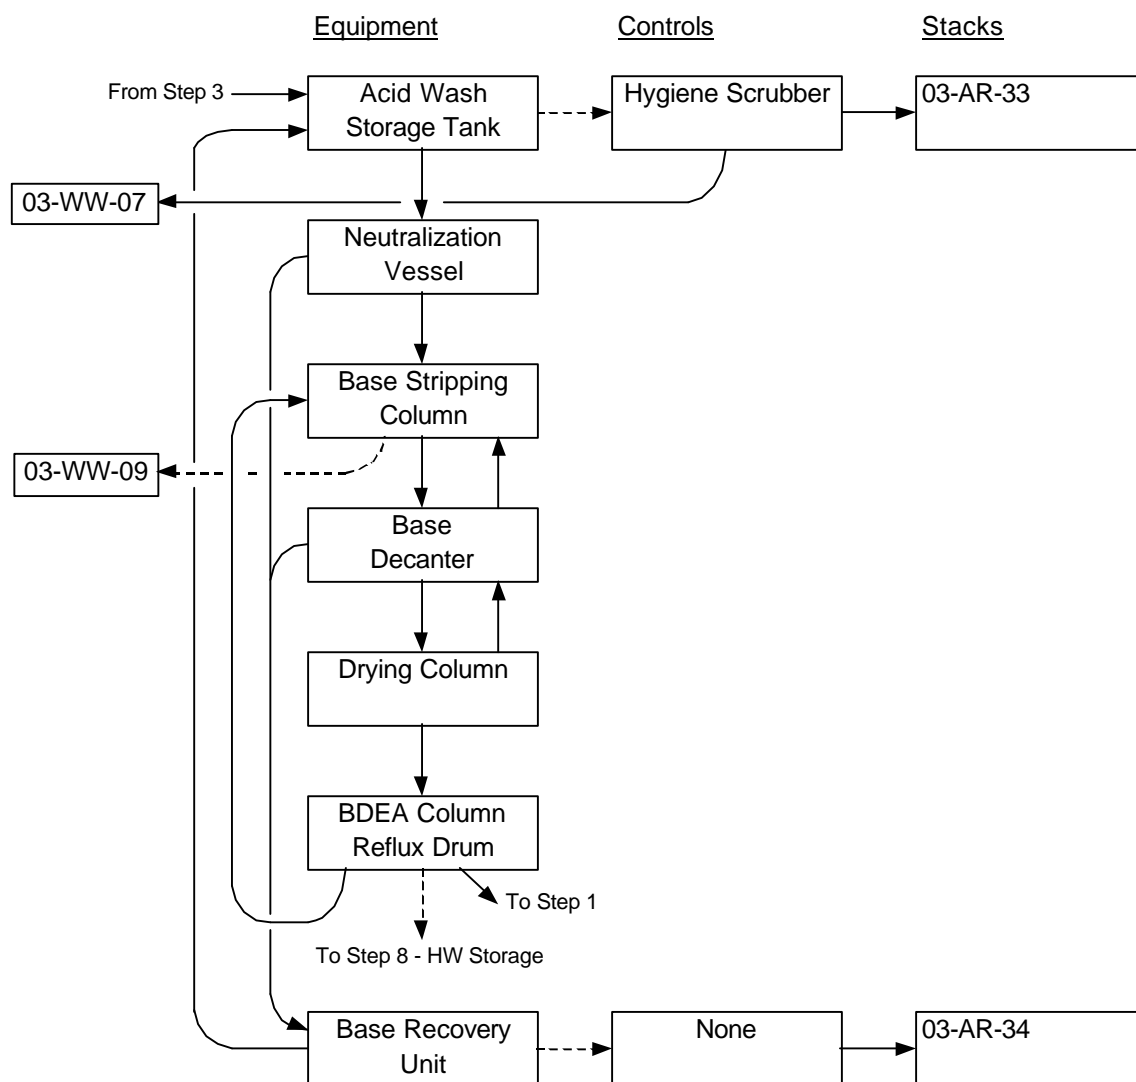 Equipment
Controls
Stacks
From Step 3
Acid Wash
Storage Tank
Hygiene Scrubber
03-AR-33
03-WW-07
Neutralization
Vessel
Base Stripping
Column
03-WW-09
Base
Decanter
Drying Column
BDEA Column
Reflux Drum
To Step 1
To Step 8 - HW Storage
Base Recovery
Unit
None
03-AR-34